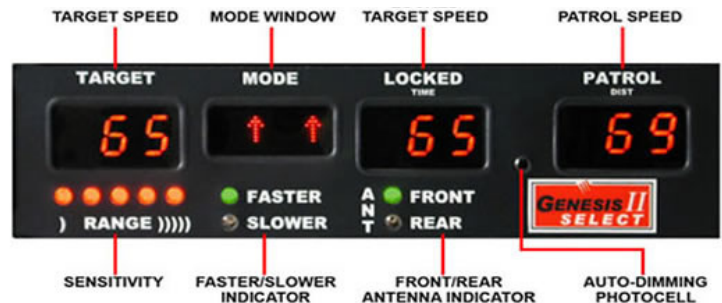 TARGET SPEED MODE WINDOW TARGET SPEED PATROL SPEED
TARGET MODE LOCKED PATROL
TIME DIST
65 ↑ ↑ 65 69
FASTER A N T FRONT
) RANGE ))))) SLOWER REAR
GENESIS II
SELECT
SENSITIVITY FASTER/SLOWER FRONT/REAR AUTO-DIMMING
INDICATOR ANTENNA INDICATOR PHOTOCELL